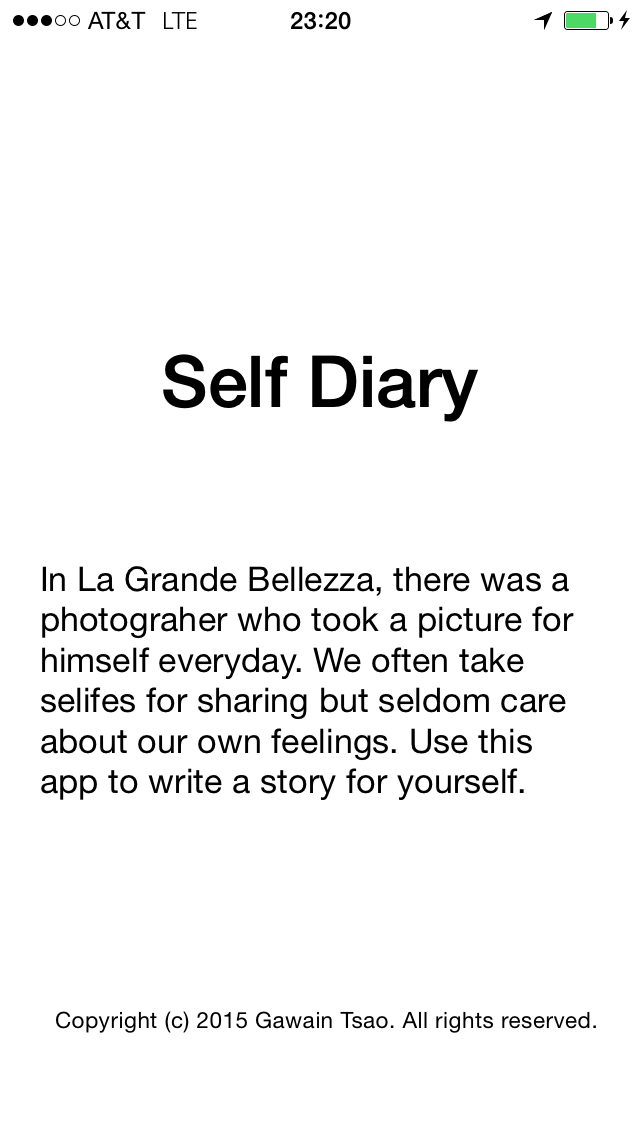 AT&T LTE 23:20
Self Diary
In La Grande Bellezza, there was a
photograher who took a picture for
himself everyday. We often take
selifes for sharing but seldom care
about our own feelings. Use this
app to write a story for yourself.
Copyright (c) 2015 Gawain Tsao. All rights reserved.